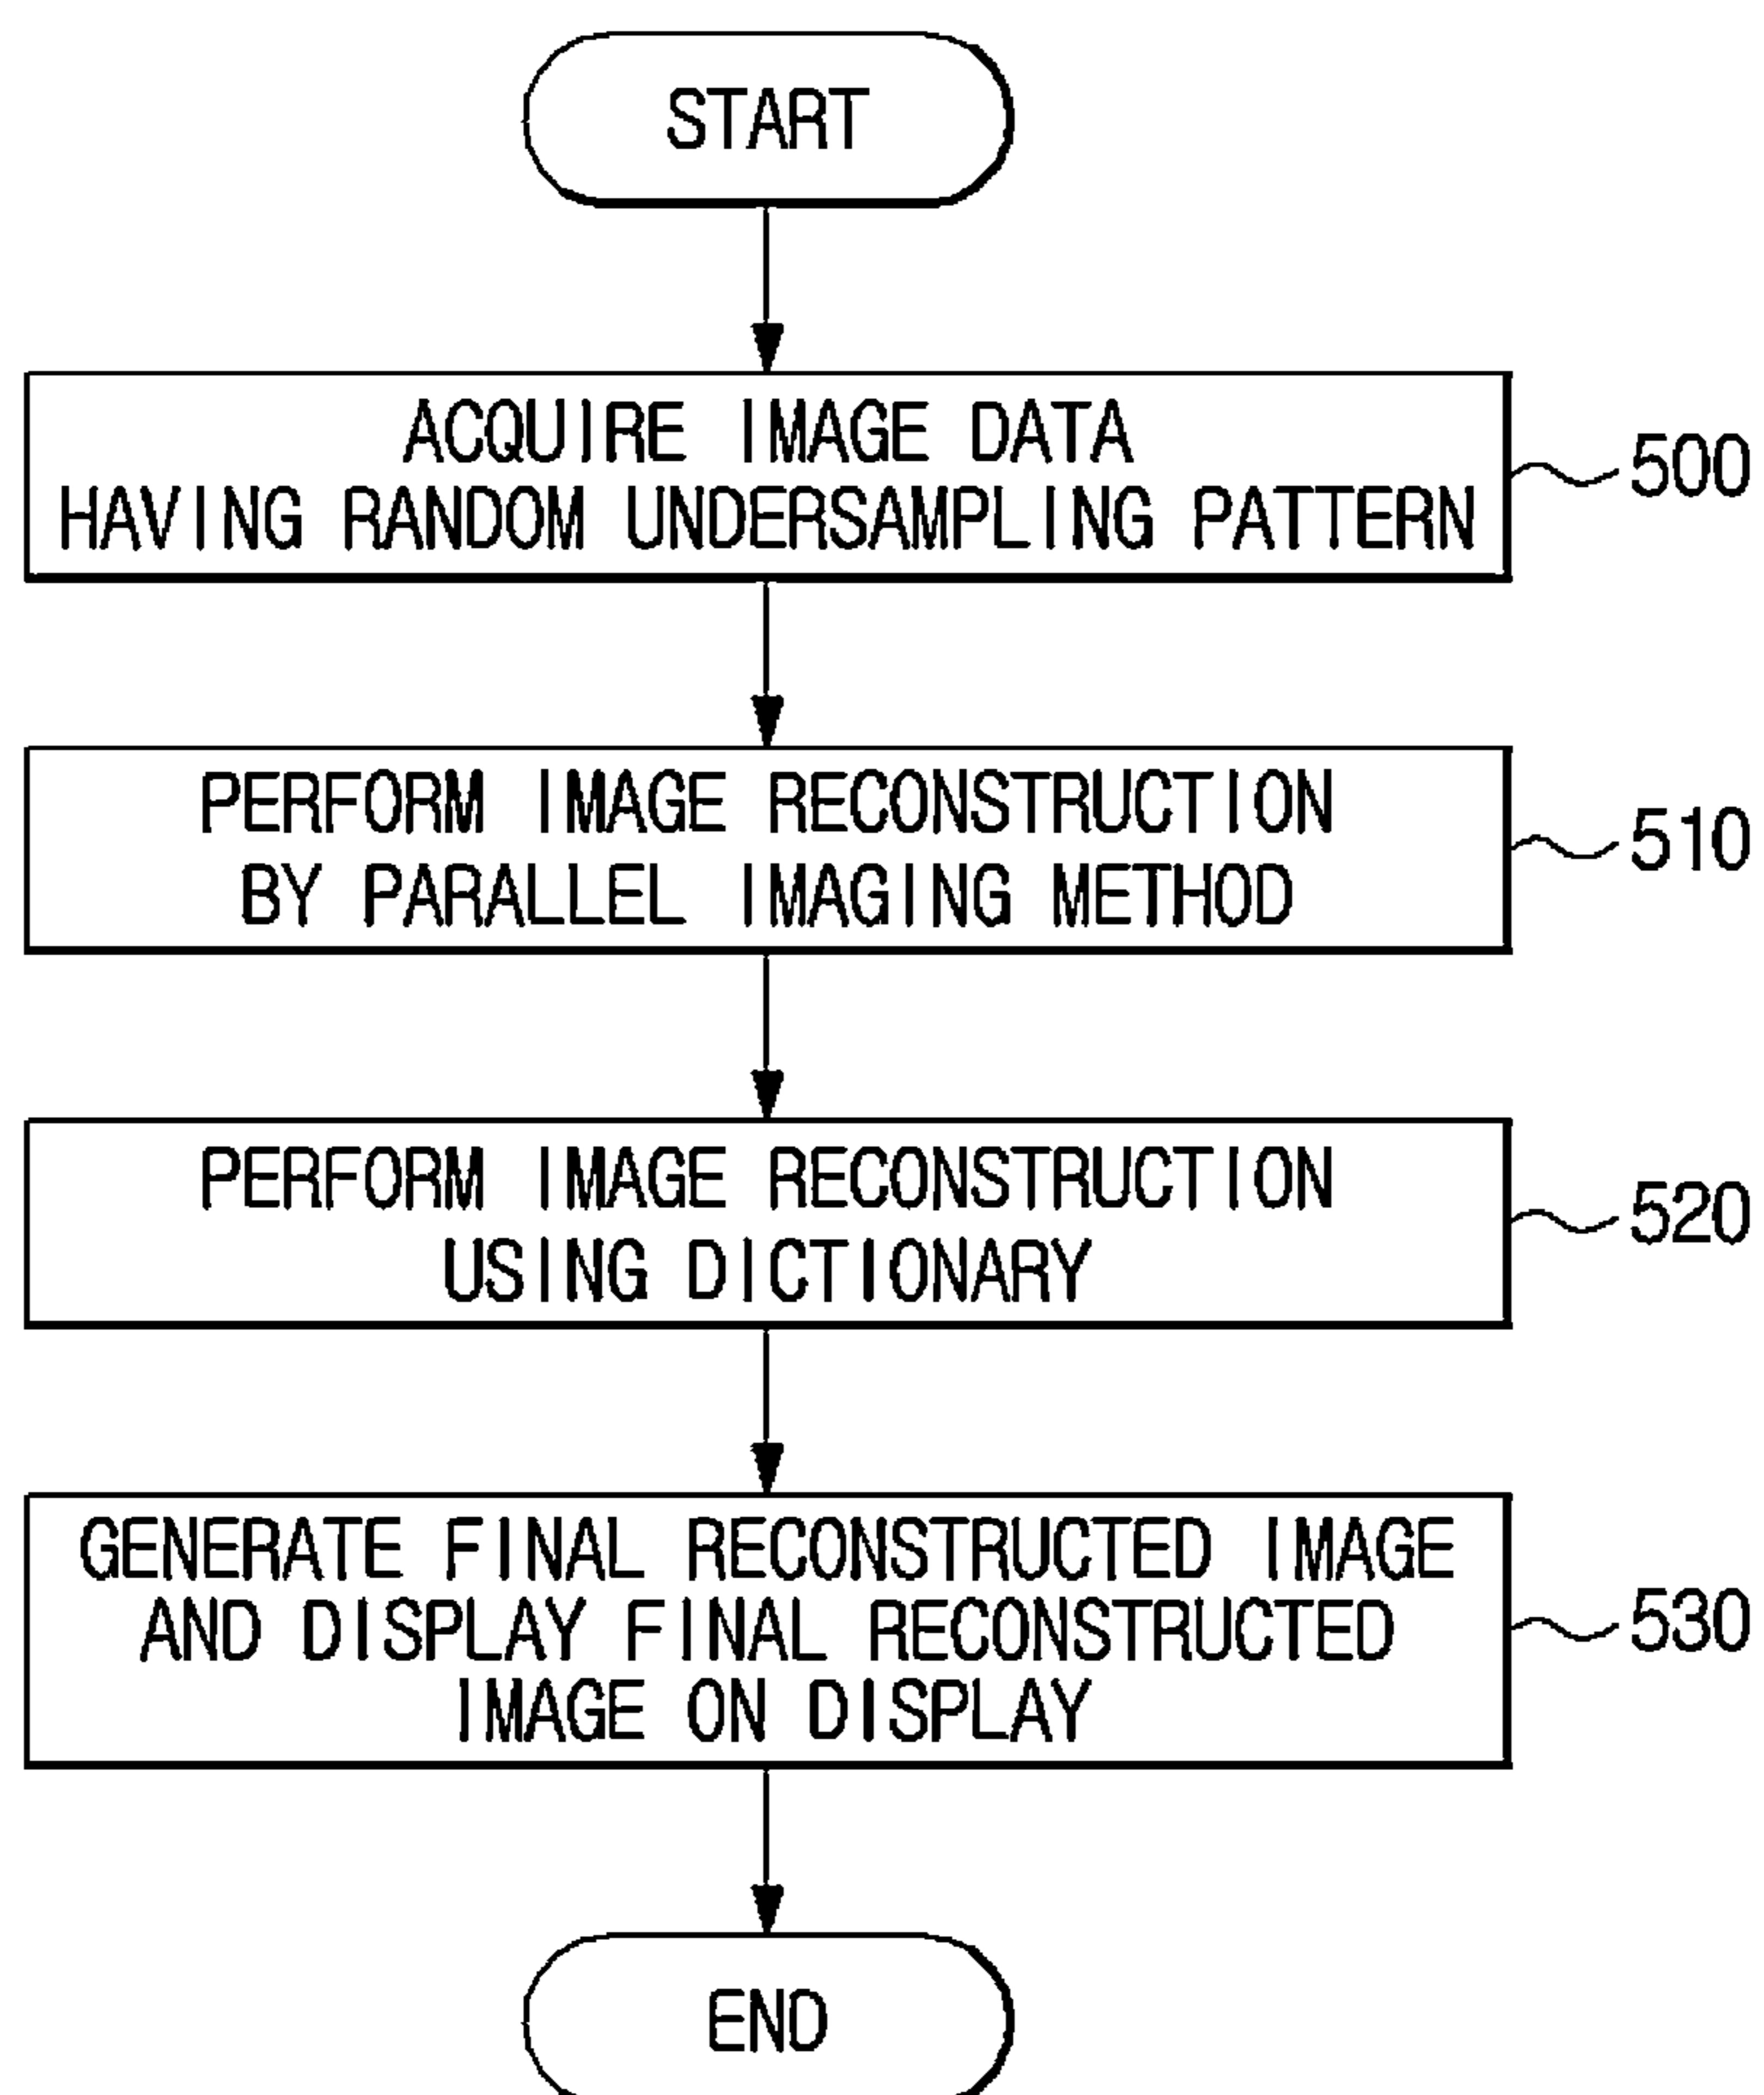 START
ACQUIRE IMAGE DATA
HAVING RANDOM UNDERSAMPLING PATTERN
500
PERFORM IMAGE RECONSTRUCTION
BY PARALLEL IMAGING METHOD
510
PERFORM IMAGE RECONSTRUCTION
USING DICTIONARY
520
GENERATE FINAL RECONSTRUCTED IMAGE
AND DISPLAY FINAL RECONSTRUCTED
IMAGE ON DISPLAY
530
END